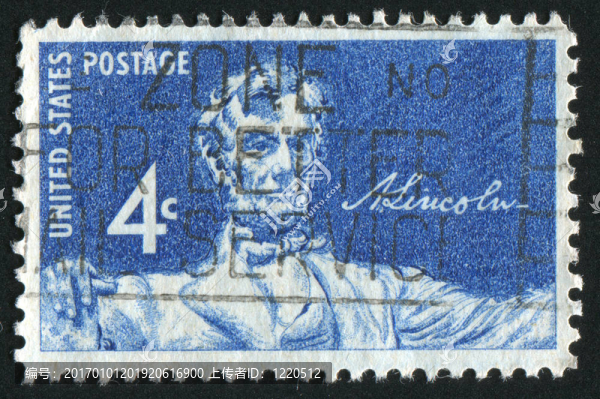 UNITED STATES
POSTAGE
4c
A. Lincoln
ZONE NO
FOR BETTER
MAIL SERVICE
编号: 20170101201920616900 上传者ID: 1220512